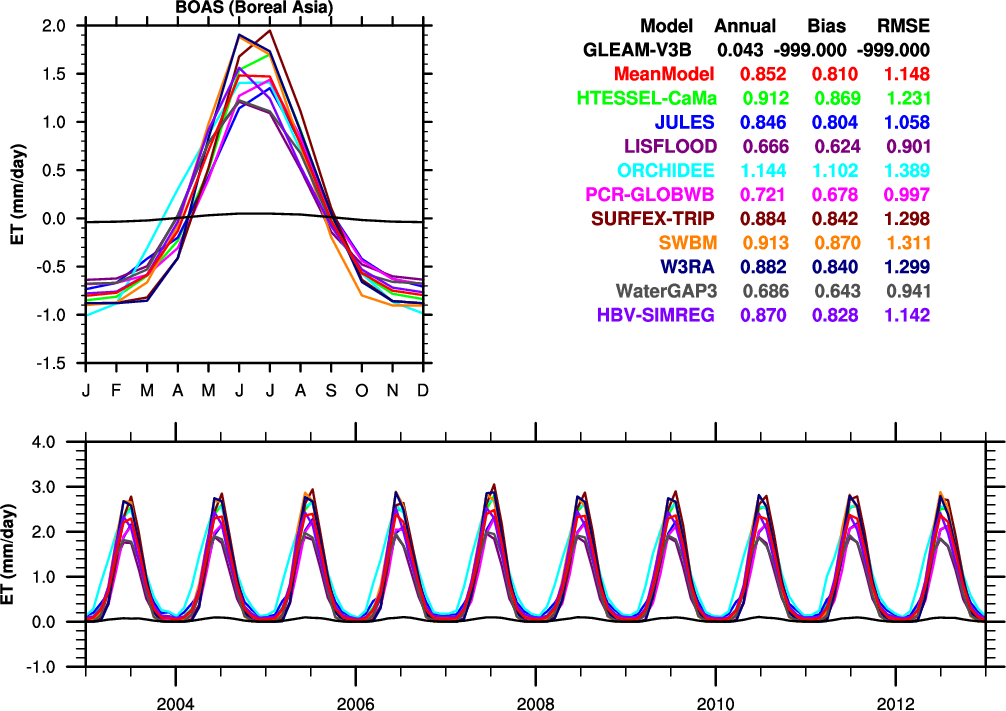 BOAS (Boreal Asia)
2.0
1.5
1.0
0.5
0.0
-0.5
-1.0
-1.5
ET (mm/day)
J F M A M J J A S O N D
Model Annual Bias RMSE
GLEAM-V3B 0.043 -999.000 -999.000
MeanModel 0.852 0.810 1.148
HTESSEL-CaMa 0.912 0.869 1.231
JULES 0.846 0.804 1.058
LISFLOOD 0.666 0.624 0.901
ORCHIDEE 1.144 1.102 1.389
PCR-GLOBWB 0.721 0.678 0.997
SURFEX-TRIP 0.884 0.842 1.298
SWBM 0.913 0.870 1.311
W3RA 0.882 0.840 1.299
WaterGAP3 0.686 0.643 0.941
HBV-SIMREG 0.870 0.828 1.142
4.0
3.0
2.0
1.0
0.0
-1.0
ET (mm/day)
2004 2006 2008 2010 2012